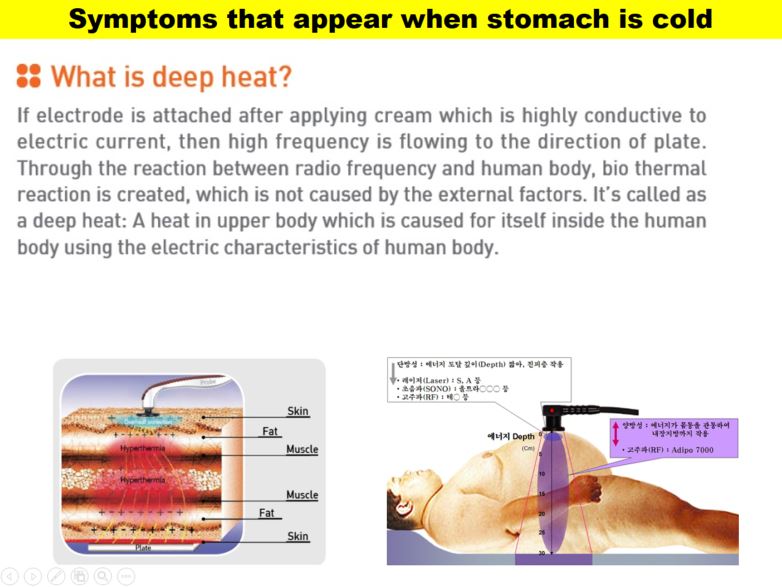 Symptoms that appear when stomach is cold
What is deep heat?
If electrode is attached after applying cream which is highly conductive to
electric current, then high frequency is flowing to the direction of plate.
Through the reaction between radio frequency and human body, bio thermal
reaction is created, which is not caused by the external factors. It's called as
a deep heat: A heat in upper body which is caused for itself inside the human
body using the electric characteristics of human body.
Probe
Skin
Fat
Hyperthermia
Muscle
Hyperthermia
Muscle
Fat
Skin
Plate
단방성 : 에너지 도달 깊이(Depth) 짧아, 진피층 작용
• 레이저(Laser) : S, A 등
• 초음파(SONO) : 울트라◯◯◯ 등
• 고주파(RF) : 테◯ 등
에너지 Depth
(Cm)
0
5
10
15
20
25
30
양방성 : 에너지가 몸통을 관통하여
내장지방까지 작용
• 고주파(RF) : Adipo 7000